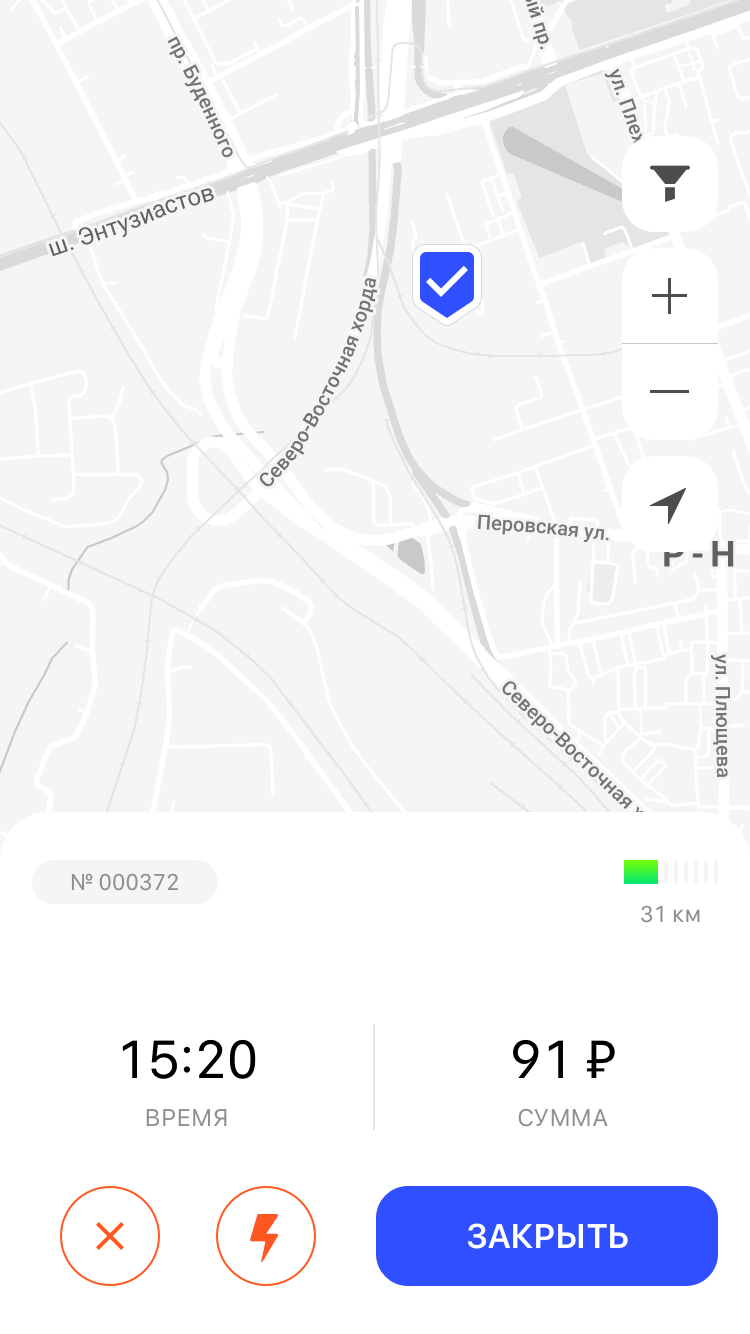 пр. Буденного
ый пр.
ул. Плех
ш. Энтузиастов
Северо-Восточная хорда
Перовская ул.
Р-Н
ул. Плющева
Северо-Восточная х
№ 000372
31 км
15:20
ВРЕМЯ
91 ₽
СУММА
ЗАКРЫТЬ